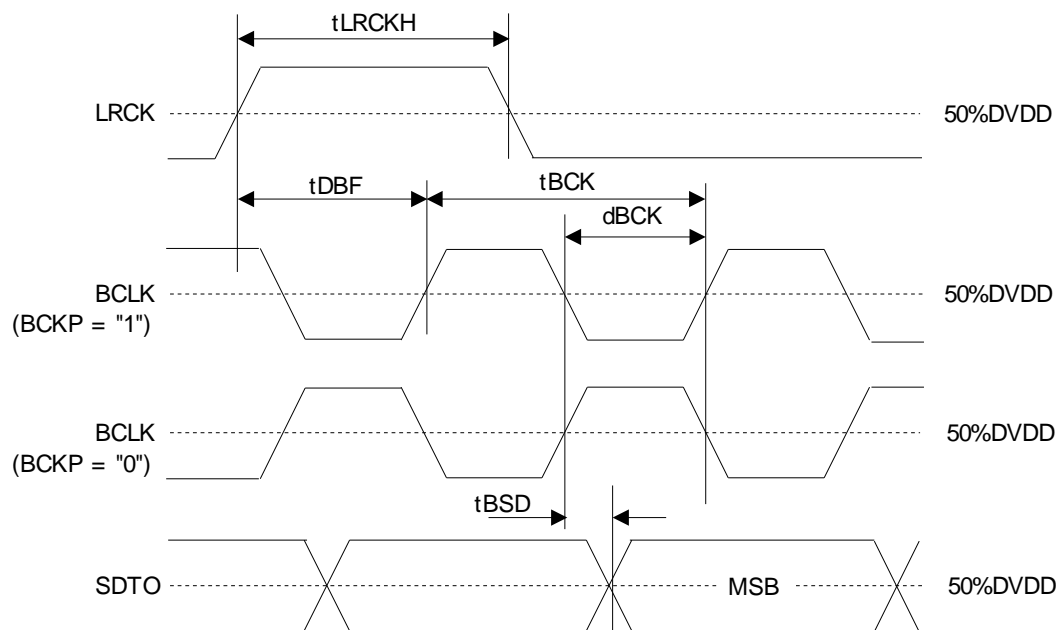 tLRCKH
LRCK 50%DVDD
tDBF tBCK
dBCK
BCLK 50%DVDD
(BCKP = "1")
BCLK 50%DVDD
(BCKP = "0")
tBSD
SDTO MSB 50%DVDD